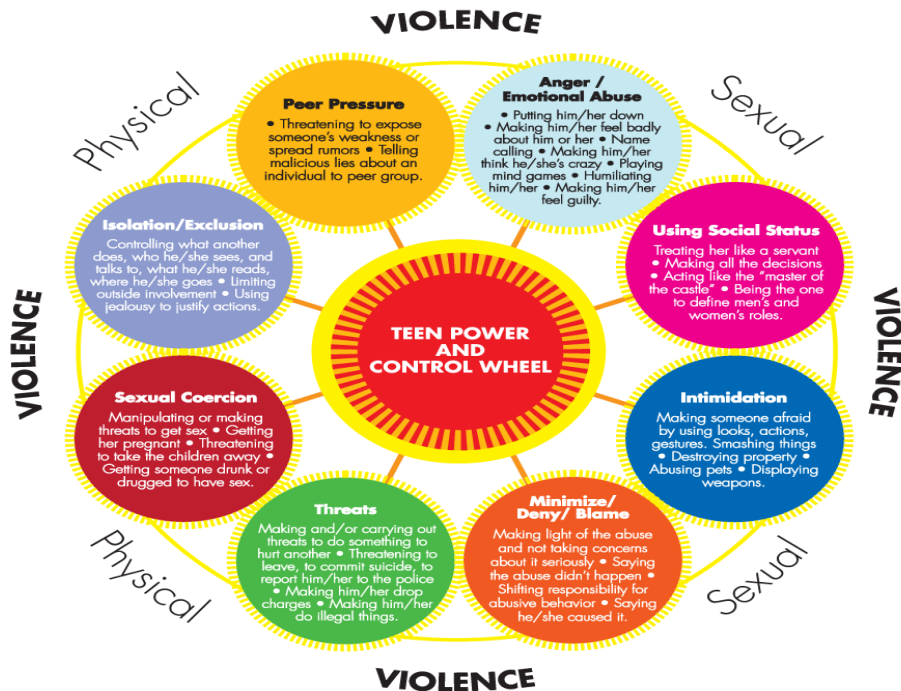 VIOLENCE
Physical
Sexual
Peer Pressure
• Threatening to expose
someone's weakness or
spread rumors • Telling
malicious lies about an
individual to peer group.
Anger /
Emotional Abuse
• Putting him/her down
• Making him/her feel badly
about him or her • Name
calling • Making him/her
think he/she's crazy • Playing
mind games • Humiliating
him/her • Making him/her
feel guilty.
Isolation/Exclusion
Controlling what another
does, who he/she sees, and
talks to, what he/she reads,
where he/she goes • Limiting
outside involvement • Using
jealousy to justify actions.
Using Social Status
Treating her like a servant
• Making all the decisions
• Acting like the "master of
the castle" • Being the one
to define men's and
women's roles.
VIOLENCE
TEEN POWER
AND
CONTROL WHEEL
VIOLENCE
Sexual Coercion
Manipulating or making
threats to get sex • Getting
her pregnant • Threatening
to take the children away •
Getting someone drunk or
drugged to have sex.
Intimidation
Making someone afraid
by using looks, actions,
gestures. Smashing things
• Destroying property •
Abusing pets • Displaying
weapons.
Threats
Making and/or carrying out
threats to do something to
hurt another • Threatening to
leave, to commit suicide, to
report him/her to the police
• Making him/her drop
charges • Making him/her
do illegal things.
Minimize/
Deny/ Blame
Making light of the abuse
and not taking concerns
about it seriously • Saying
the abuse didn't happen •
Shifting responsibility for
abusive behavior • Saying
he/she caused it.
Physical
Sexual
VIOLENCE